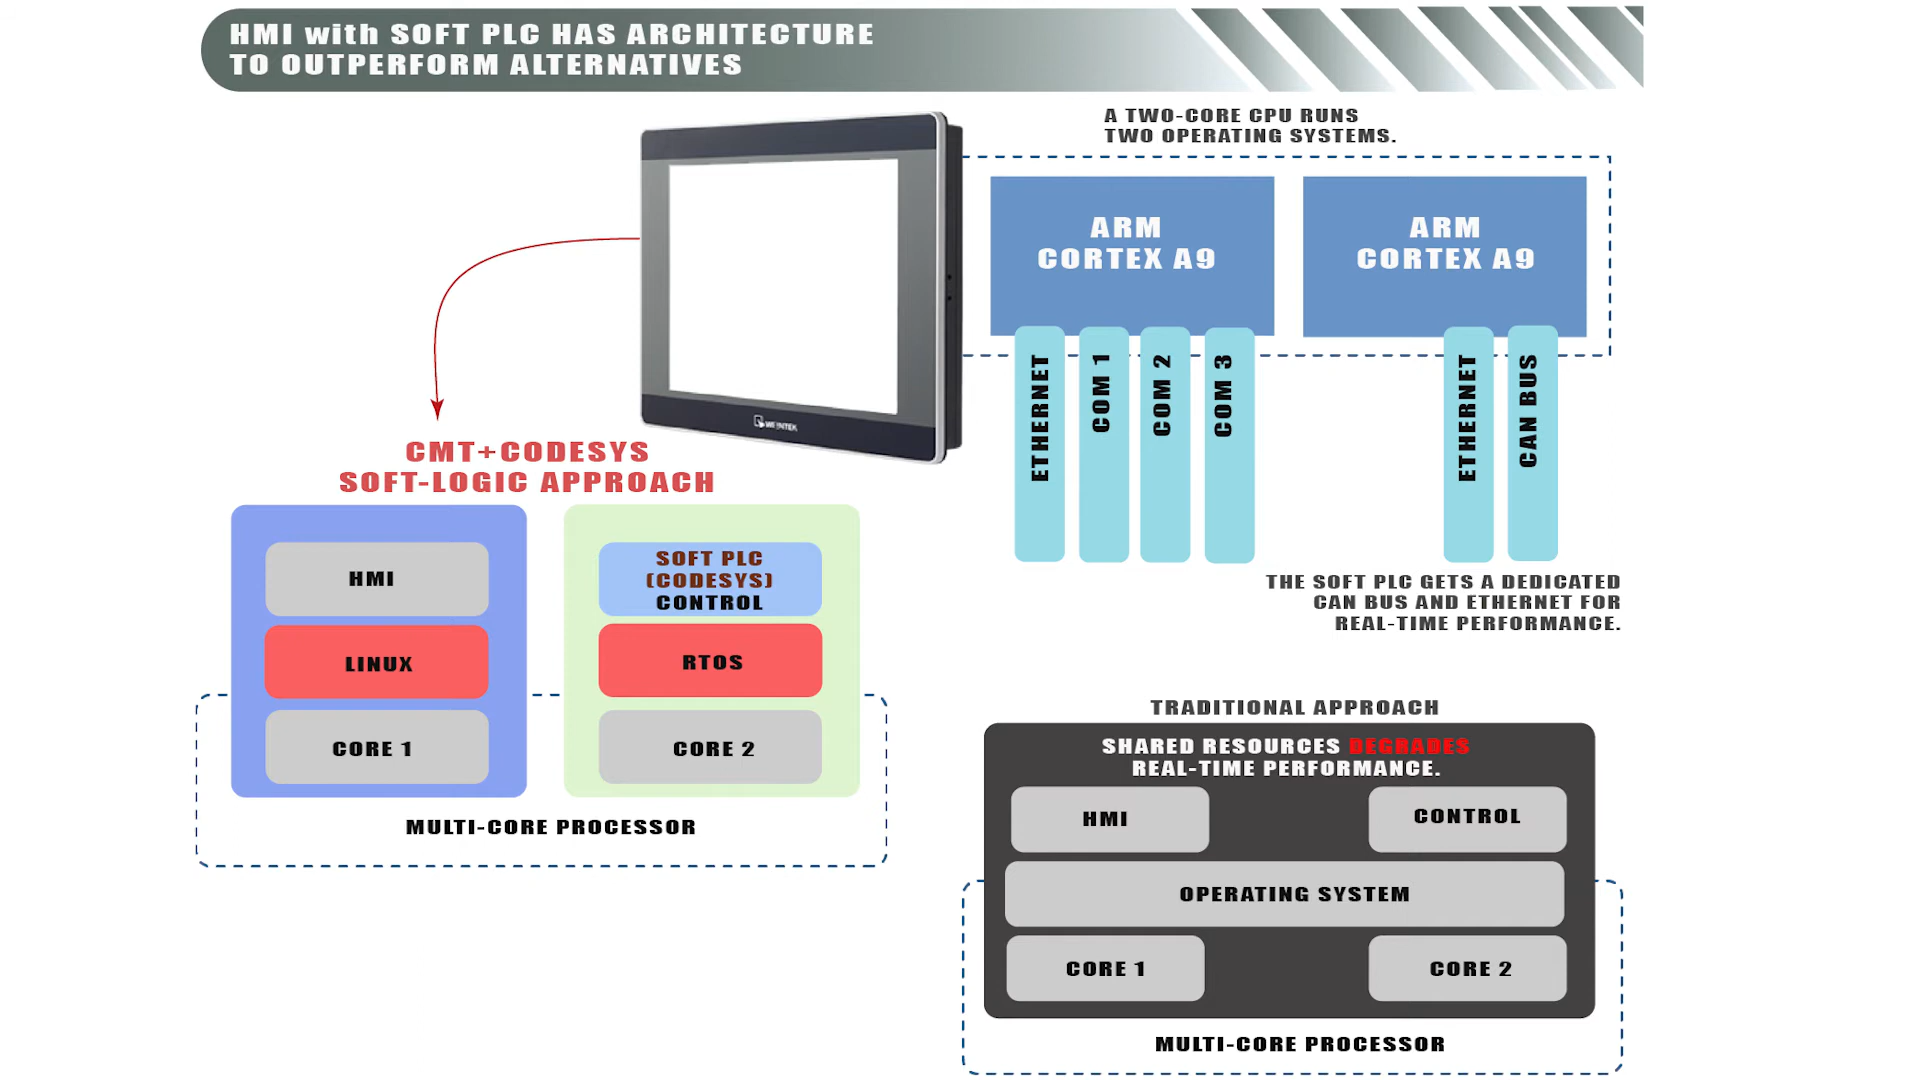 HMI with SOFT PLC HAS ARCHITECTURE
TO OUTPERFORM ALTERNATIVES
A TWO-CORE CPU RUNS
TWO OPERATING SYSTEMS.
ARM
CORTEX A9
ARM
CORTEX A9
ETHERNET
COM 1
COM 2
COM 3
ETHERNET
CAN BUS
THE SOFT PLC GETS A DEDICATED
CAN BUS AND ETHERNET FOR
REAL-TIME PERFORMANCE.
CMT+CODESYS
SOFT-LOGIC APPROACH
HMI
LINUX
CORE 1
SOFT PLC
(CODESYS)
CONTROL
RTOS
CORE 2
MULTI-CORE PROCESSOR
TRADITIONAL APPROACH
SHARED RESOURCES DEGRADES
REAL-TIME PERFORMANCE.
HMI
CONTROL
OPERATING SYSTEM
CORE 1
CORE 2
MULTI-CORE PROCESSOR